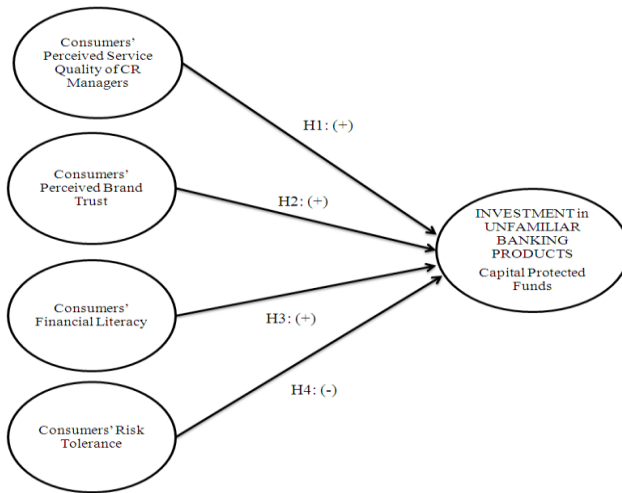 Consumers'
Perceived Service
Quality of CR
Managers
H1: (+)
Consumers'
Perceived Brand
Trust
H2: (+)
INVESTMENT in
UNFAMILIAR
BANKING
PRODUCTS
Capital Protected
Funds
Consumers'
Financial Literacy
H3: (+)
H4: (-)
Consumers' Risk
Tolerance